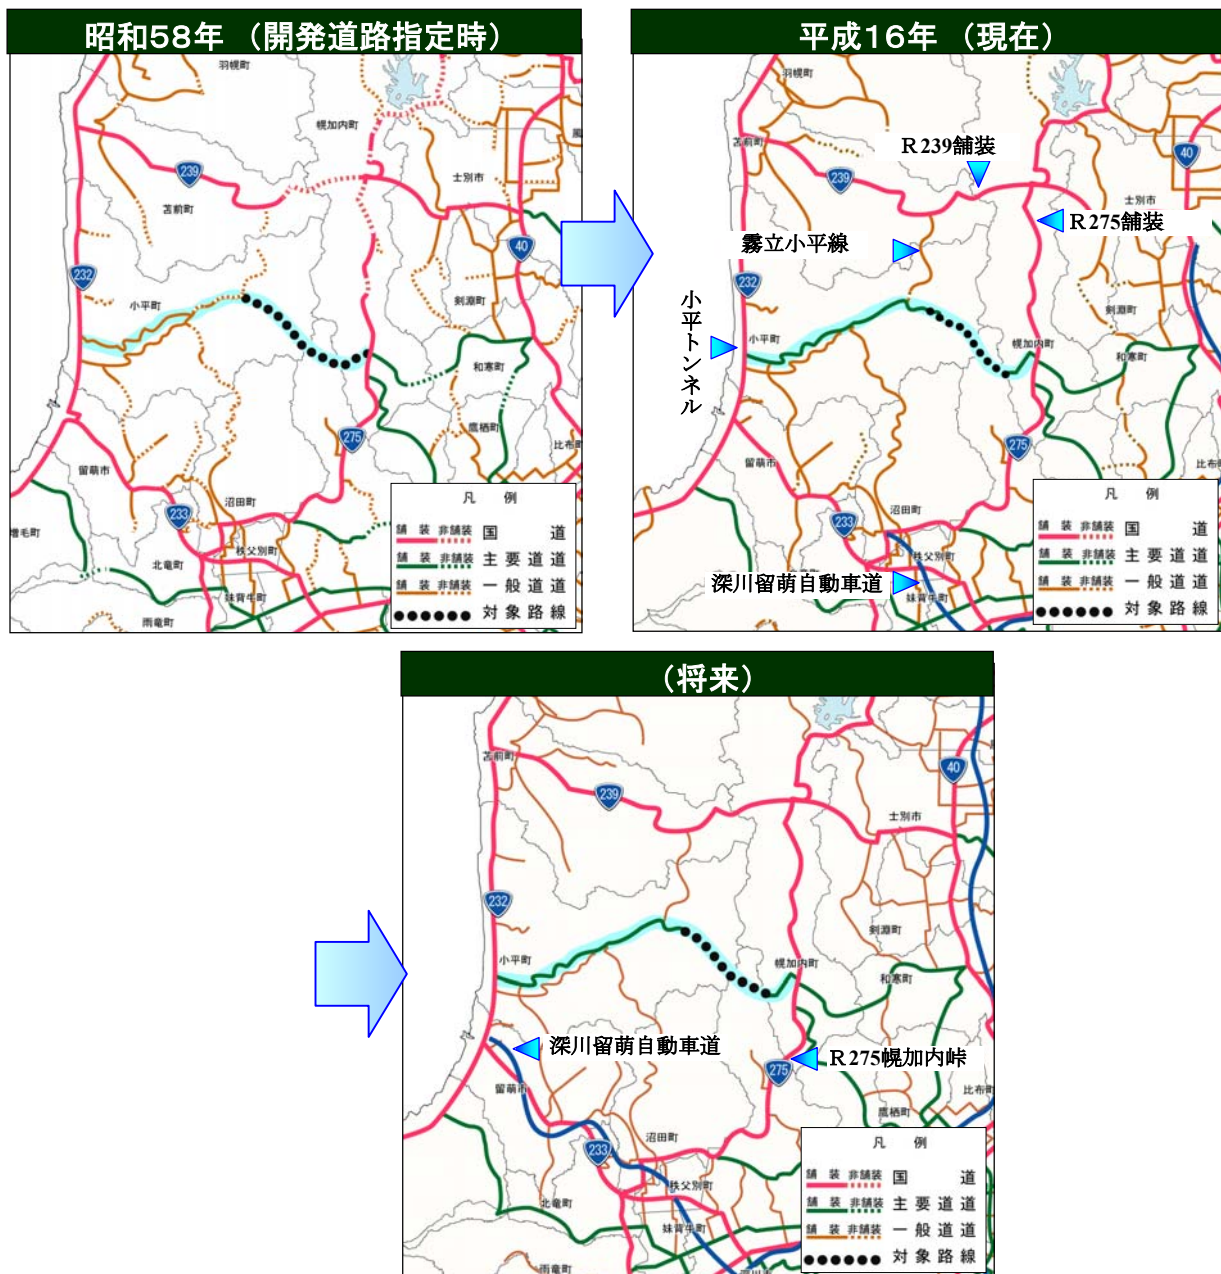 昭和58年 （開発道路指定時）
羽幌町
幌加内町
239
士別市
苫前町
40
232
小平町
剣淵町
和寒町
鷹栖町
275
比布
留萌市
沼田町
233
増毛町
秩父別町
北竜町
妹背牛町
雨竜町
凡 例
舗 装 非舗装 国 道
舗 装 非舗装 主 要 道 道
舗 装 非舗装 一 般 道 道
対 象 路 線
平成16年 （現在）
羽幌町
苫前町
R239舗装
40
239
士別市
R275舗装
霧立小平線
232
小平トンネル
剣淵町
小平町
幌加内町
和寒町
275
留萌市
比布
沼田町
233
秩父別町
深川留萌自動車道
妹背牛町
凡 例
舗 装 非舗装 国 道
舗 装 非舗装 主 要 道 道
舗 装 非舗装 一 般 道 道
対 象 路 線
（将来）
苫前町
40
239
士別市
232
剣淵町
小平町
幌加内町
和寒町
深川留萌自動車道
R275幌加内峠
275
留萌市
比布
鷹栖町
沼田町
233
秩父別町
北竜町
妹背牛町
雨竜町
深川市
凡 例
舗 装 非舗装 国 道
舗 装 非舗装 主 要 道 道
舗 装 非舗装 一 般 道 道
対 象 路 線